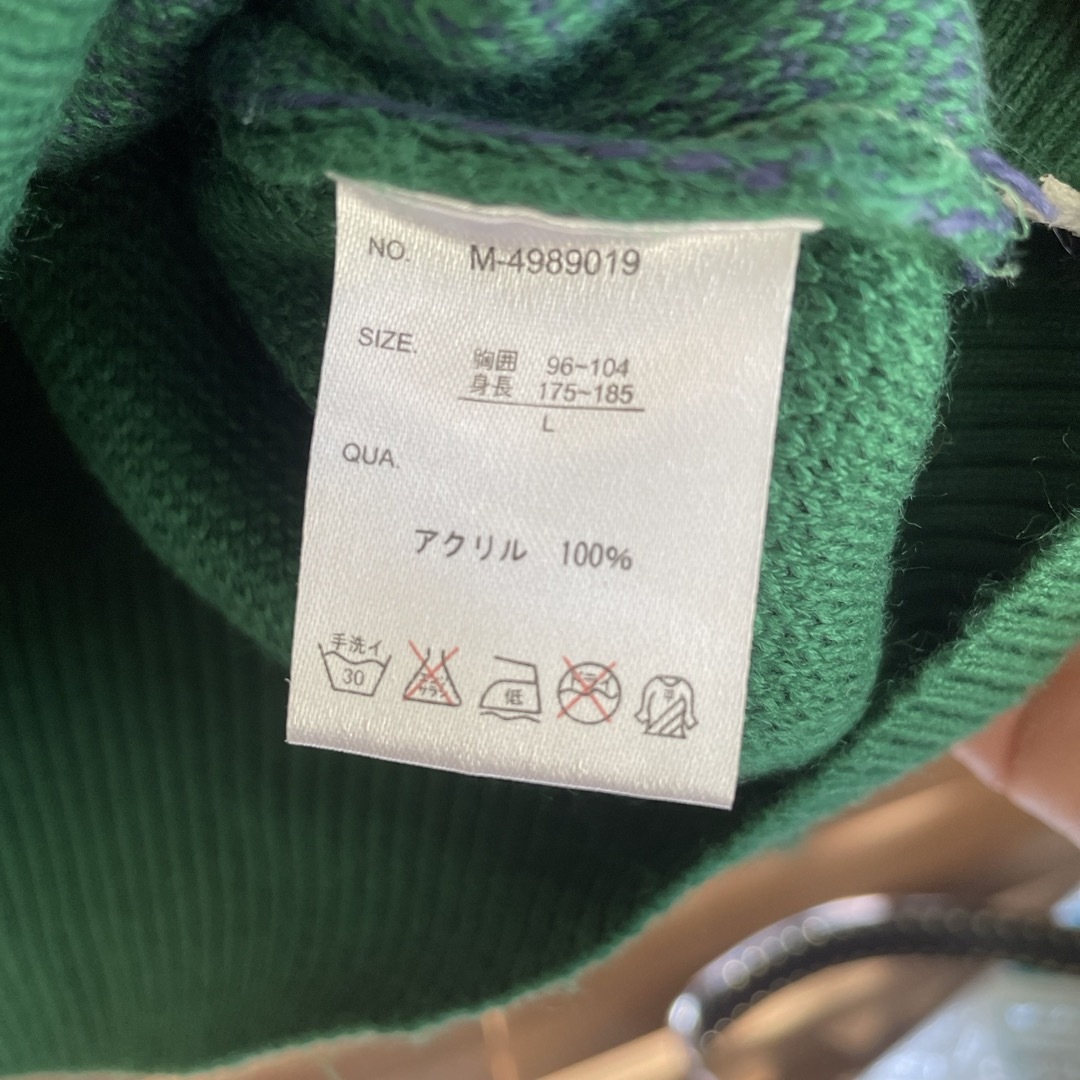 NO. M-4989019
SIZE. 胸囲 96~104
身長 175~185
L
QUA.
アクリル 100%
手洗イ
30
低